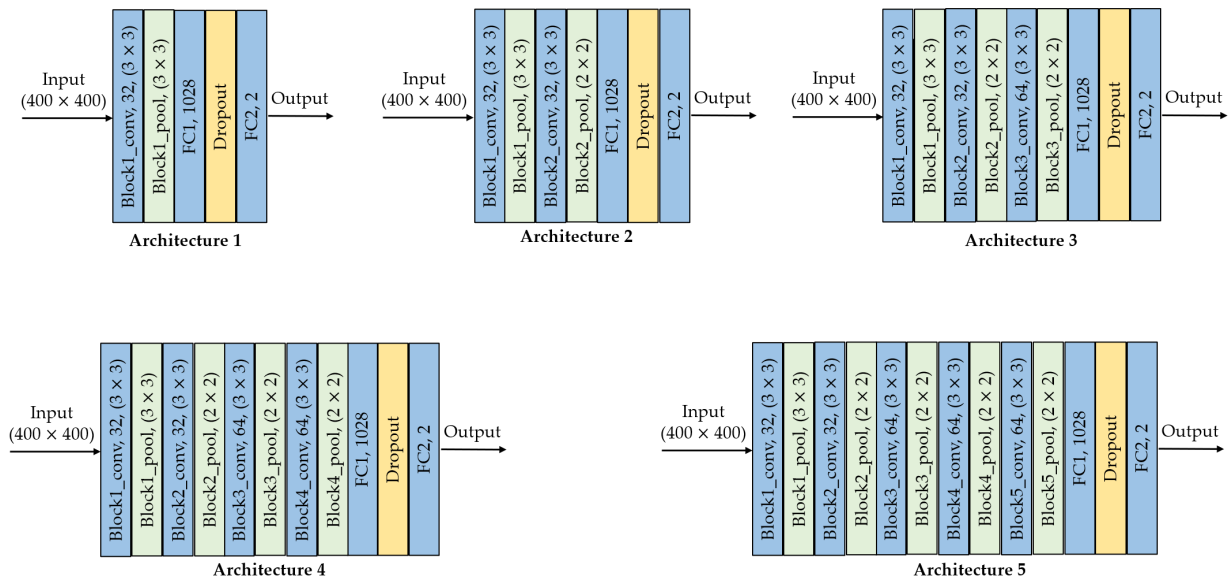 Input
(400 × 400)
Block1_conv, 32, (3 × 3)
Block1_pool, (3 × 3)
FC1, 1028
Dropout
FC2, 2
Output
Architecture 1
Input
(400 × 400)
Block1_conv, 32, (3 × 3)
Block1_pool, (3 × 3)
Block2_conv, 32, (3 × 3)
Block2_pool, (2 × 2)
FC1, 1028
Dropout
FC2, 2
Output
Architecture 2
Input
(400 × 400)
Block1_conv, 32, (3 × 3)
Block1_pool, (3 × 3)
Block2_conv, 32, (3 × 3)
Block2_pool, (2 × 2)
Block3_conv, 64, (3 × 3)
Block3_pool, (2 × 2)
FC1, 1028
Dropout
FC2, 2
Output
Architecture 3
Input
(400 × 400)
Block1_conv, 32, (3 × 3)
Block1_pool, (3 × 3)
Block2_conv, 32, (3 × 3)
Block2_pool, (2 × 2)
Block3_conv, 64, (3 × 3)
Block3_pool, (2 × 2)
Block4_conv, 64, (3 × 3)
Block4_pool, (2 × 2)
FC1, 1028
Dropout
FC2, 2
Output
Architecture 4
Input
(400 × 400)
Block1_conv, 32, (3 × 3)
Block1_pool, (3 × 3)
Block2_conv, 32, (3 × 3)
Block2_pool, (2 × 2)
Block3_conv, 64, (3 × 3)
Block3_pool, (2 × 2)
Block4_conv, 64, (3 × 3)
Block4_pool, (2 × 2)
Block5_conv, 64, (3 × 3)
Block5_pool, (2 × 2)
FC1, 1028
Dropout
FC2, 2
Output
Architecture 5